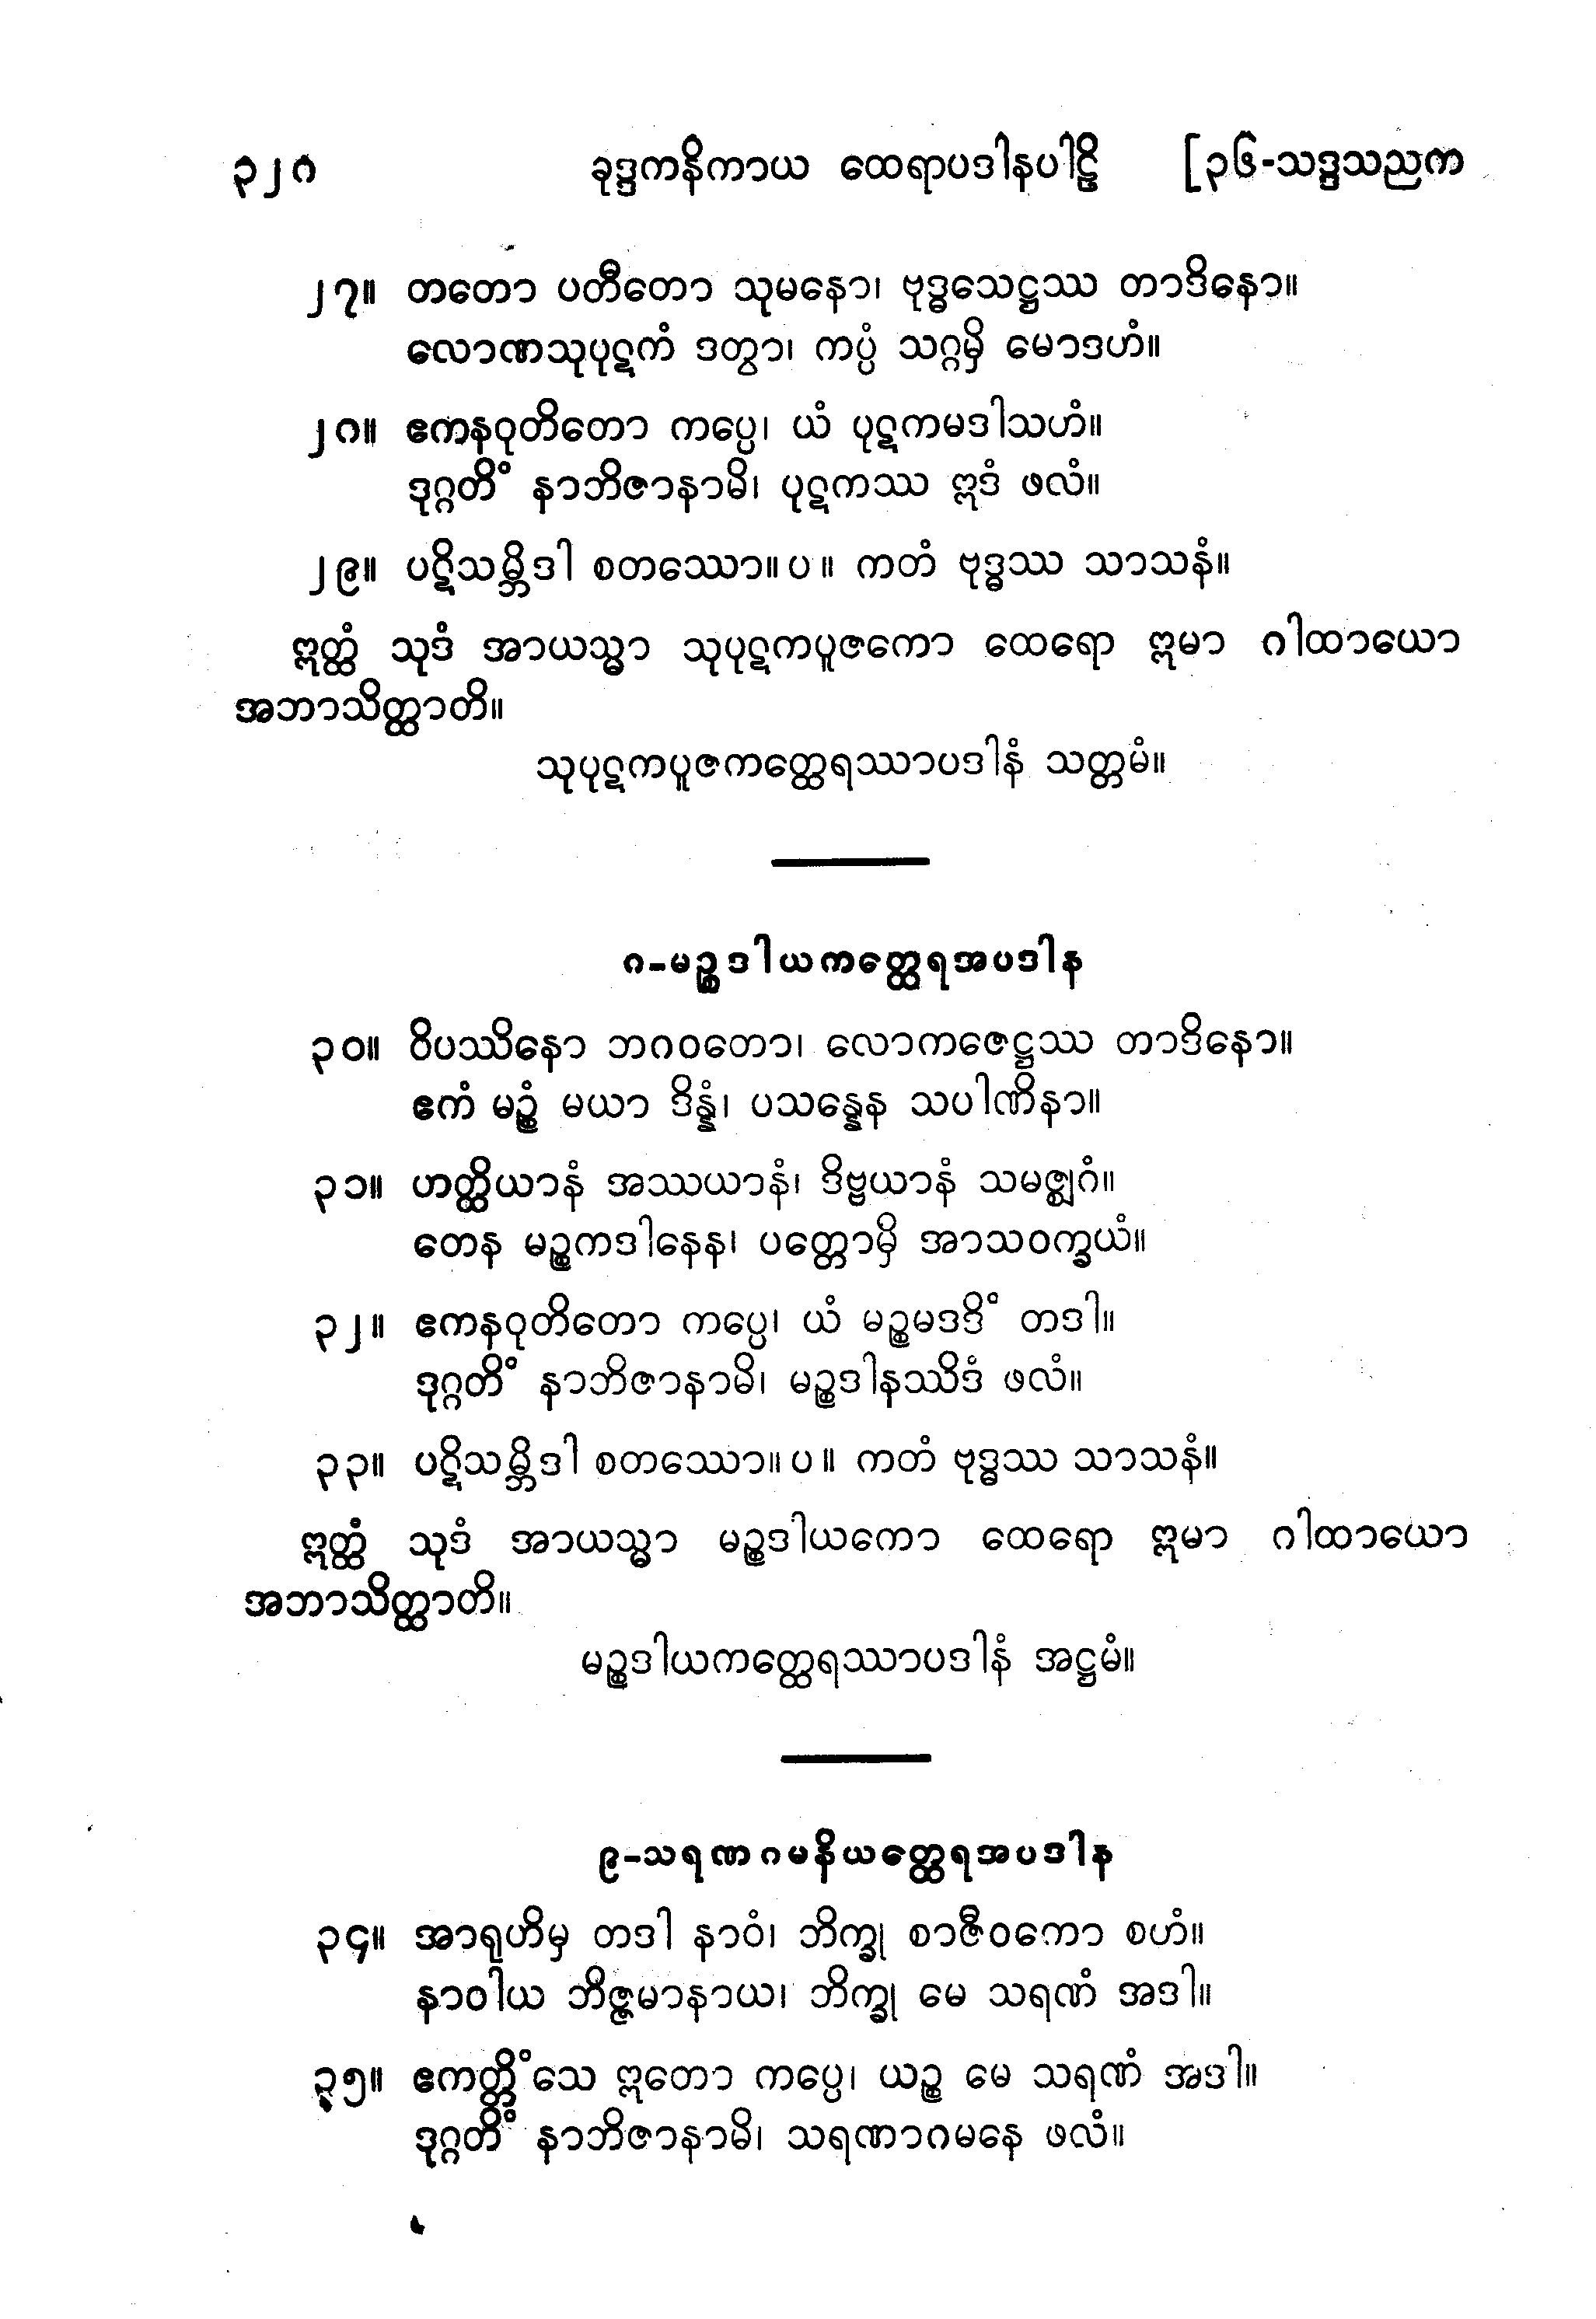 ၃၂၈ ခုဒ္ဒကနိကာယ ထေရာပဒါနပါဠိ [၃၆-သဒ္ဒသညက
၂၇။ တတော ပတီတော သုမနော၊ ဗုဒ္ဓသေဋ္ဌဿ တာဒိနော။
လောဏသုပုဋကံ ဒတွာ၊ ကပ္ပံ သဂ္ဂမှိ မောဒဟံ။
၂၈။ ဧကနဝုတိတော ကပ္ပေ၊ ယံ ပုဋကမဒါသဟံ။
ဒုဂ္ဂတိံ နာဘိဇာနာမိ၊ ပုဋကဿ ဣဒံ ဖလံ။
၂၉။ ပဋိသမ္ဘိဒါ စတဿော။ပ။ ကတံ ဗုဒ္ဓဿ သာသနံ။
ဣတ္ထံ သုဒံ အာယသ္မာ သုပုဋကပူဇကော ထေရော ဣမာ ဂါထာယော
အဘာသိတ္ထာတိ။
သုပုဋကပူဇကတ္ထေရဿာပဒါနံ သတ္တမံ။
၈-မဉ္စဒါယကတ္ထေရအပဒါန
၃၀။ ဝိပဿိနော ဘဂဝတော၊ လောကဇေဋ္ဌဿ တာဒိနော။
ဧကံ မဉ္စံ မယာ ဒိန္နံ၊ ပသန္နေန သပါဏိနာ။
၃၁။ ဟတ္ထိယာနံ အဿယာနံ၊ ဒိဗ္ဗယာနံ သမဇ္ဈဂံ။
တေန မဉ္စကဒါနေန၊ ပတ္တောမှိ အာသဝက္ခယံ။
၃၂။ ဧကနဝုတိတော ကပ္ပေ၊ ယံ မဉ္စမဒဒိံ တဒါ။
ဒုဂ္ဂတိံ နာဘိဇာနာမိ၊ မဉ္စဒါနဿိဒံ ဖလံ။
၃၃။ ပဋိသမ္ဘိဒါ စတဿော။ပ။ ကတံ ဗုဒ္ဓဿ သာသနံ။
ဣတ္ထံ သုဒံ အာယသ္မာ မဉ္စဒါယကော ထေရော ဣမာ ဂါထာယော
အဘာသိတ္ထာတိ။
မဉ္စဒါယကတ္ထေရဿာပဒါနံ အဋ္ဌမံ။
၉-သရဏဂမနိယတ္ထေရအပဒါန
၃၄။ အာရုဟိမှ တဒါ နာဝံ၊ ဘိက္ခု စာဇီဝကော စဟံ။
နာဝါယ ဘိဇ္ဇမာနာယ၊ ဘိက္ခု မေ သရဏံ အဒါ။
၃၅။ ဧကတ္တိံသေ ဣတော ကပ္ပေ၊ ယဉ္စ မေ သရဏံ အဒါ။
ဒုဂ္ဂတိံ နာဘိဇာနာမိ၊ သရဏာဂမနေ ဖလံ။